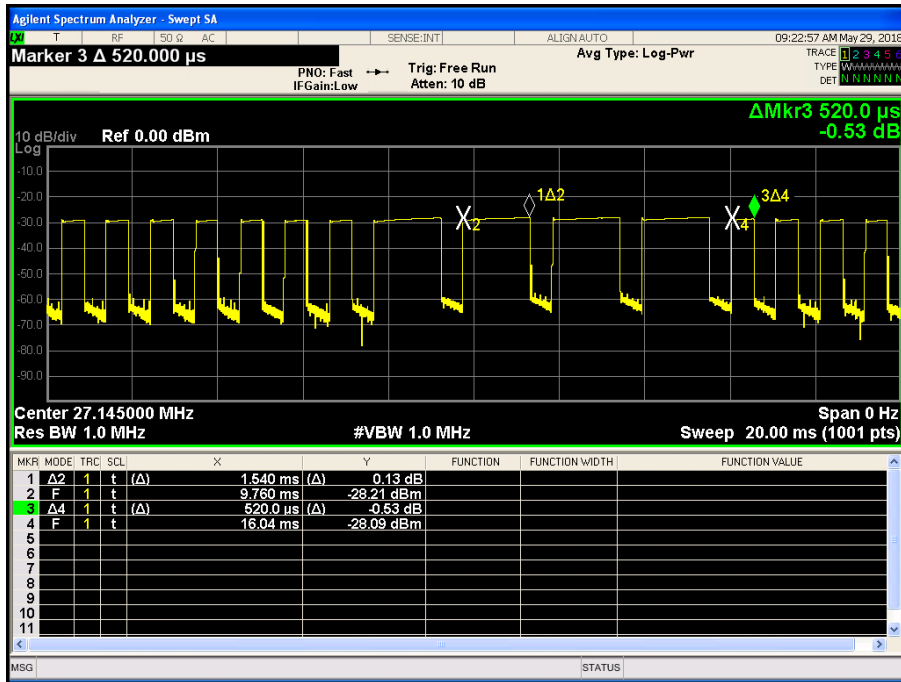 Agilent Spectrum Analyzer - Swept SA
LXI T RF 50 Ω AC SENSE:INT ALIGN AUTO 09:22:57 AM May 29, 2018
Marker 3 Δ 520.000 µs
PNO: Fast
IFGain:Low
Trig: Free Run
Atten: 10 dB
Avg Type: Log-Pwr
TRACE 1 2 3 4 5 6
TYPE
DET N N N N N N
ΔMkr3 520.0 µs
-0.53 dB
10 dB/div Ref 0.00 dBm
Log
-10.0
-20.0
-30.0
-40.0
-50.0
-60.0
-70.0
-80.0
-90.0
X2
1Δ2
X4
3Δ4
Center 27.145000 MHz Span 0 Hz
Res BW 1.0 MHz #VBW 1.0 MHz Sweep 20.00 ms (1001 pts)
MKR MODE TRC SCL X Y FUNCTION FUNCTION WIDTH FUNCTION VALUE
1 Δ2 1 t (Δ) 1.540 ms (Δ) 0.13 dB
2 F 1 t 9.760 ms -28.21 dBm
3 Δ4 1 t (Δ) 520.0 µs (Δ) -0.53 dB
4 F 1 t 16.04 ms -28.09 dBm
5
6
7
8
9
10
11
MSG STATUS